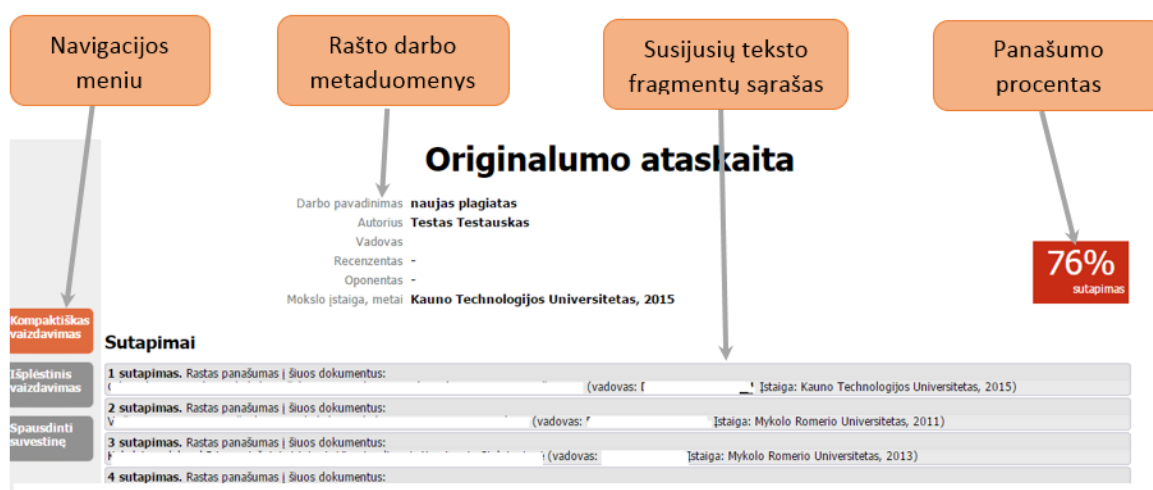 Navigacijos
meniu
Rašto darbo
metaduomenys
Susijusių teksto
fragmentų sąrašas
Panašumo
procentas
Originalumo ataskaita
Darbo pavadinimas naujas plagiatas
Autorius Testas Testauskas
Vadovas
Recenzentas -
Oponentas -
Mokslo įstaiga, metai Kauno Technologijos Universitetas, 2015
76%
sutapimas
Kompaktiškas
vaizdavimas
Išplėstinis
vaizdavimas
Spausdinti
suvestinę
Sutapimai
1 sutapimas. Rastas panašumas į šiuos dokumentus:
(vadovas: Įstaiga: Kauno Technologijos Universitetas, 2015)
2 sutapimas. Rastas panašumas į šiuos dokumentus:
(vadovas: Įstaiga: Mykolo Romerio Universitetas, 2011)
3 sutapimas. Rastas panašumas į šiuos dokumentus:
(vadovas: Įstaiga: Mykolo Romerio Universitetas, 2013)
4 sutapimas. Rastas panašumas į šiuos dokumentus: